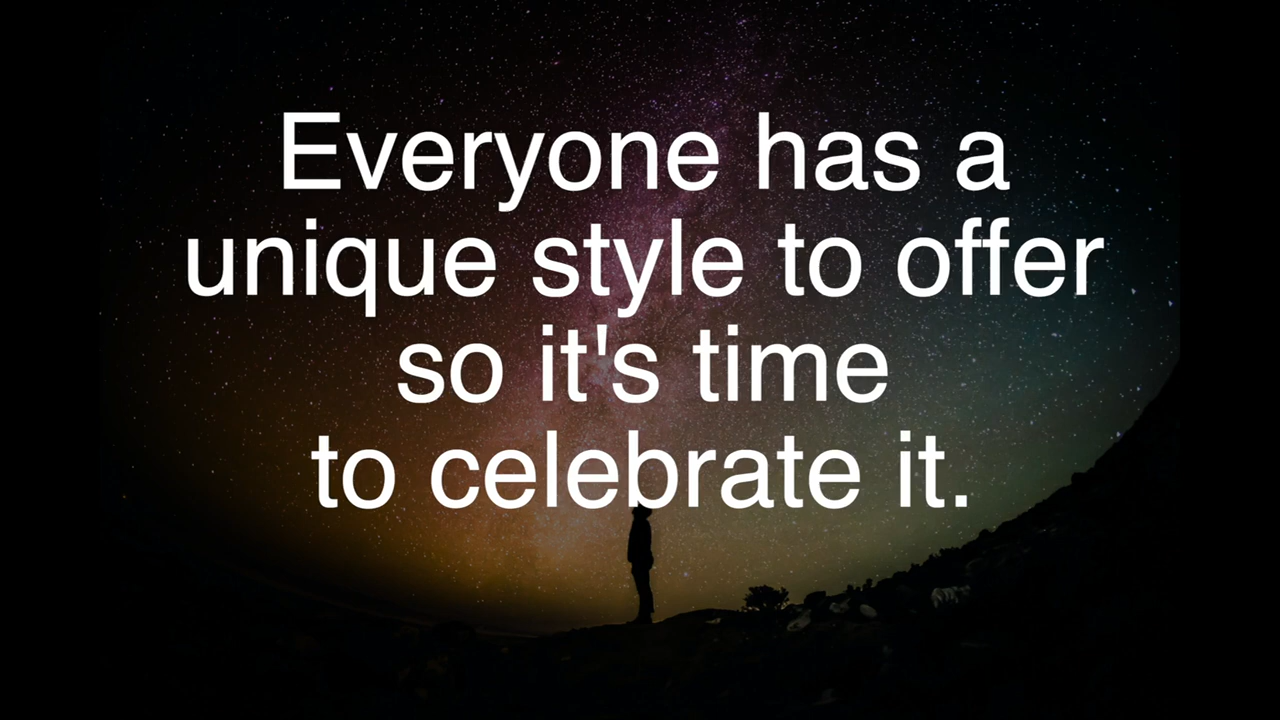 Everyone has a
unique style to offer
so it's time
to celebrate it.